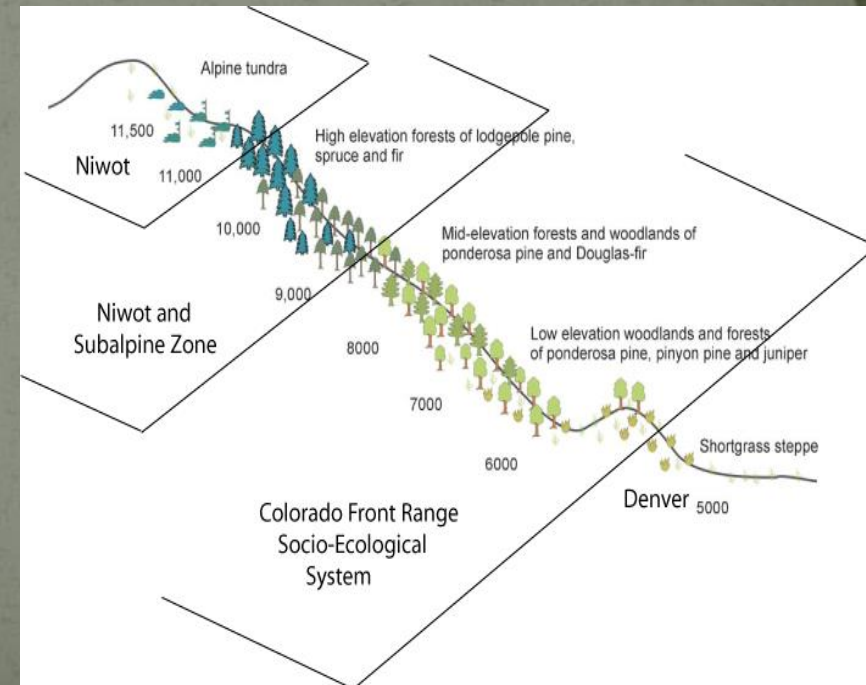 Alpine tundra
11,500
Niwot
11,000
High elevation forests of lodgepole pine,
spruce and fir
10,000
Mid-elevation forests and woodlands of
ponderosa pine and Douglas-fir
9,000
Niwot and
Subalpine Zone
8000
Low elevation woodlands and forests
of ponderosa pine, pinyon pine and juniper
7000
6000
Shortgrass steppe
Denver
5000
Colorado Front Range
Socio-Ecological
System